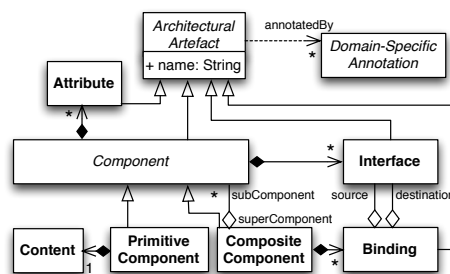 Architectural
Artefact
annotatedBy
+ name: String
Domain-Specific
Annotation
Attribute
*
*
Component
*
Interface
*
subComponent
source
destination
superComponent
Content
1
Primitive
Component
Composite
Component
*
Binding